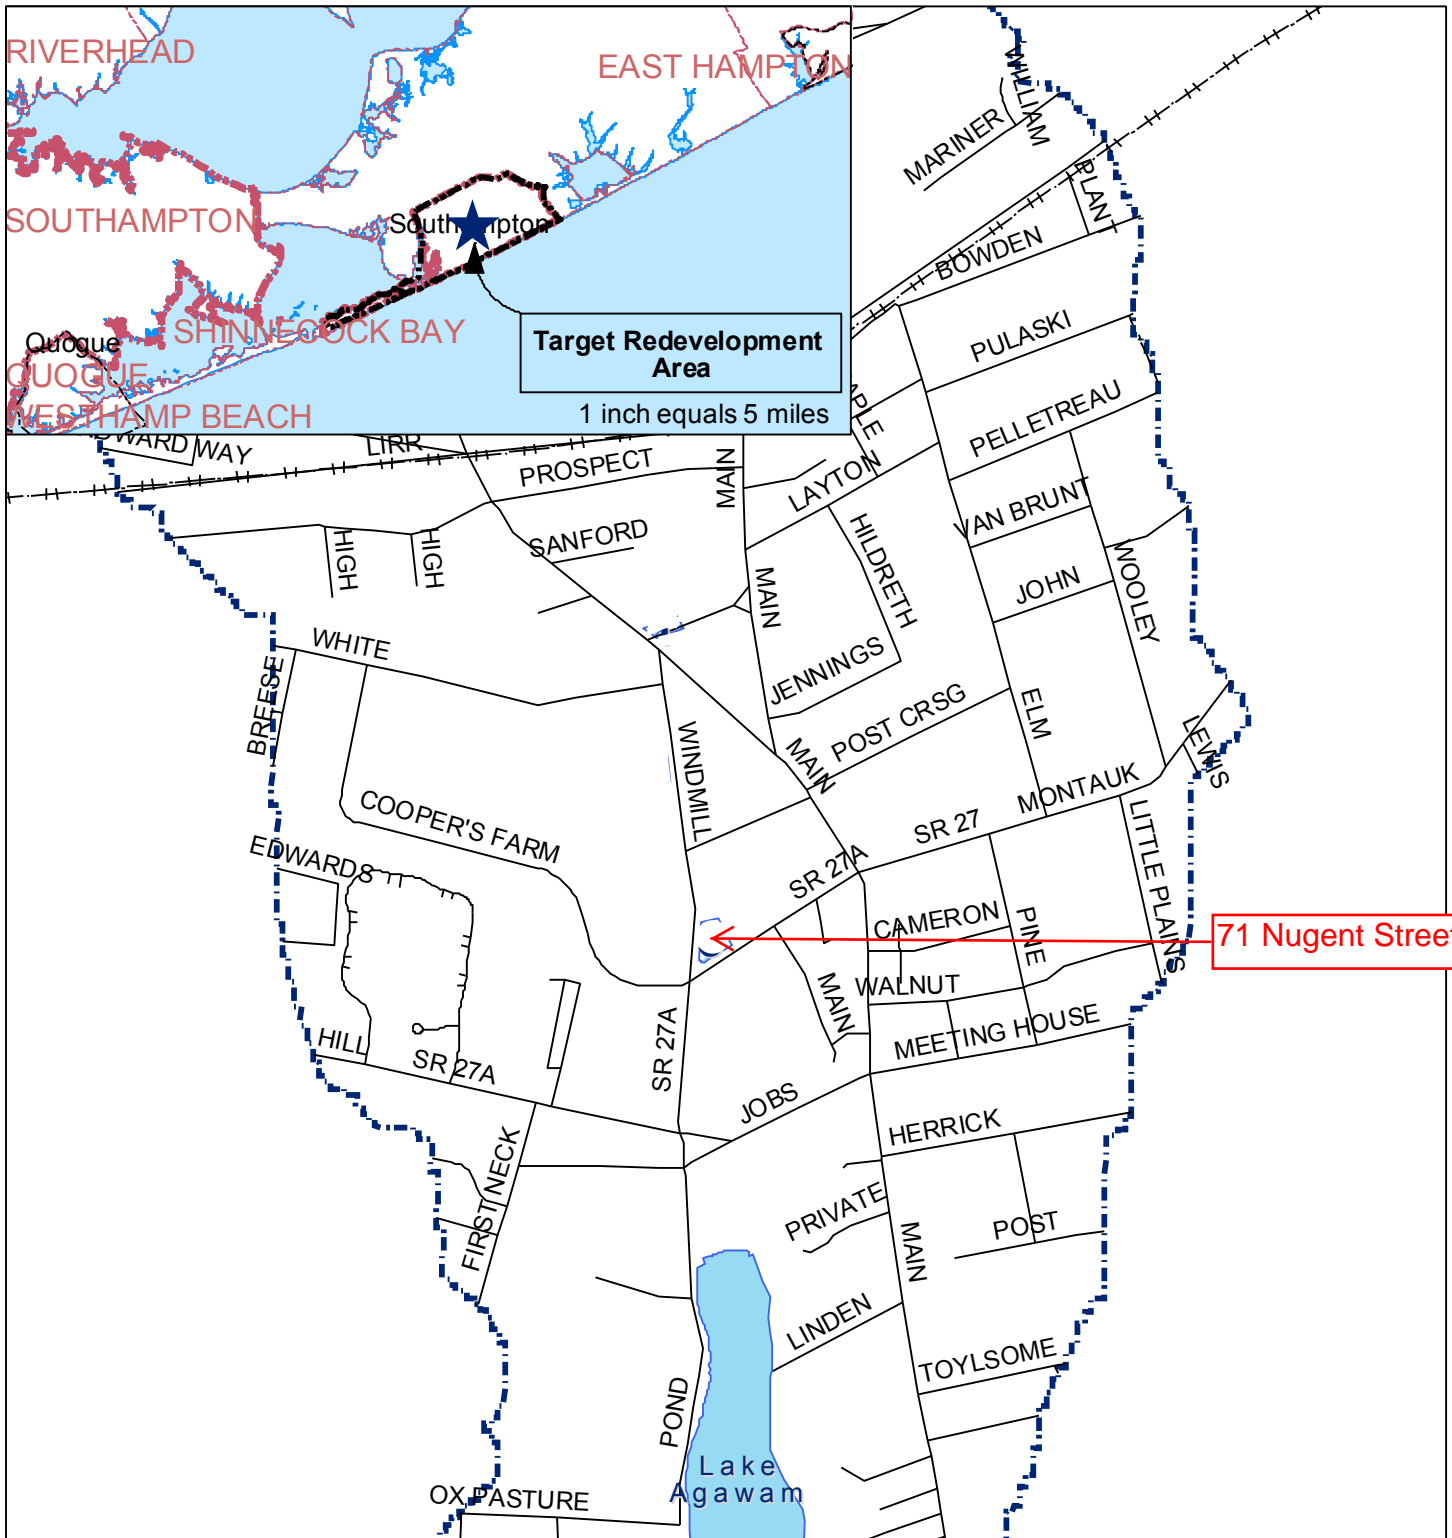 RIVERHEAD
EAST HAMPTON
SOUTHAMPTON
SHINNECOCK BAY
Quogue
QUOGUE
WESTHAMP BEACH
Target Redevelopment
Area
1 inch equals 5 miles
WILLIAM
MARINER
PLANT
BOWDEN
PULASKI
PELLETREAU
WAY
LIRR
PROSPECT
MAIN
LAYTON
VAN BRUNT
HIGH
HIGH
SANFORD
HILDRETH
MAIN
JOHN
WOOLEY
WHITE
BREESE
JENNINGS
POST CRSG
ELM
LEWIS
WINDMILL
MAIN
MONTAUK
COOPER'S FARM
SR 27
LITTLE PLAINS
EDWARDS
SR 27A
CAMERON
PINE
71 Nugent Street
WALNUT
MAIN
MEETING HOUSE
HILL
SR 27A
SR 27A
JOBS
HERRICK
FIRST NECK
PRIVATE
POST
MAIN
LINDEN
TOYLSOME
POND
Lake
Agawam
OX PASTURE